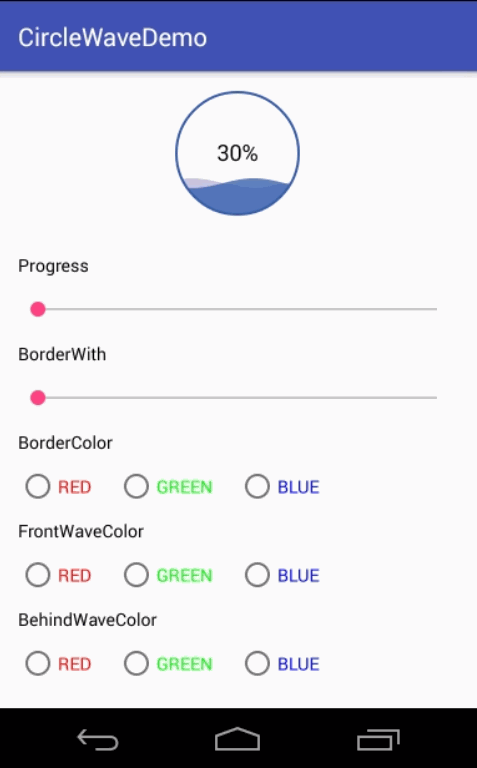 CircleWaveDemo
30%
Progress
BorderWith
BorderColor
RED GREEN BLUE
FrontWaveColor
RED GREEN BLUE
BehindWaveColor
RED GREEN BLUE